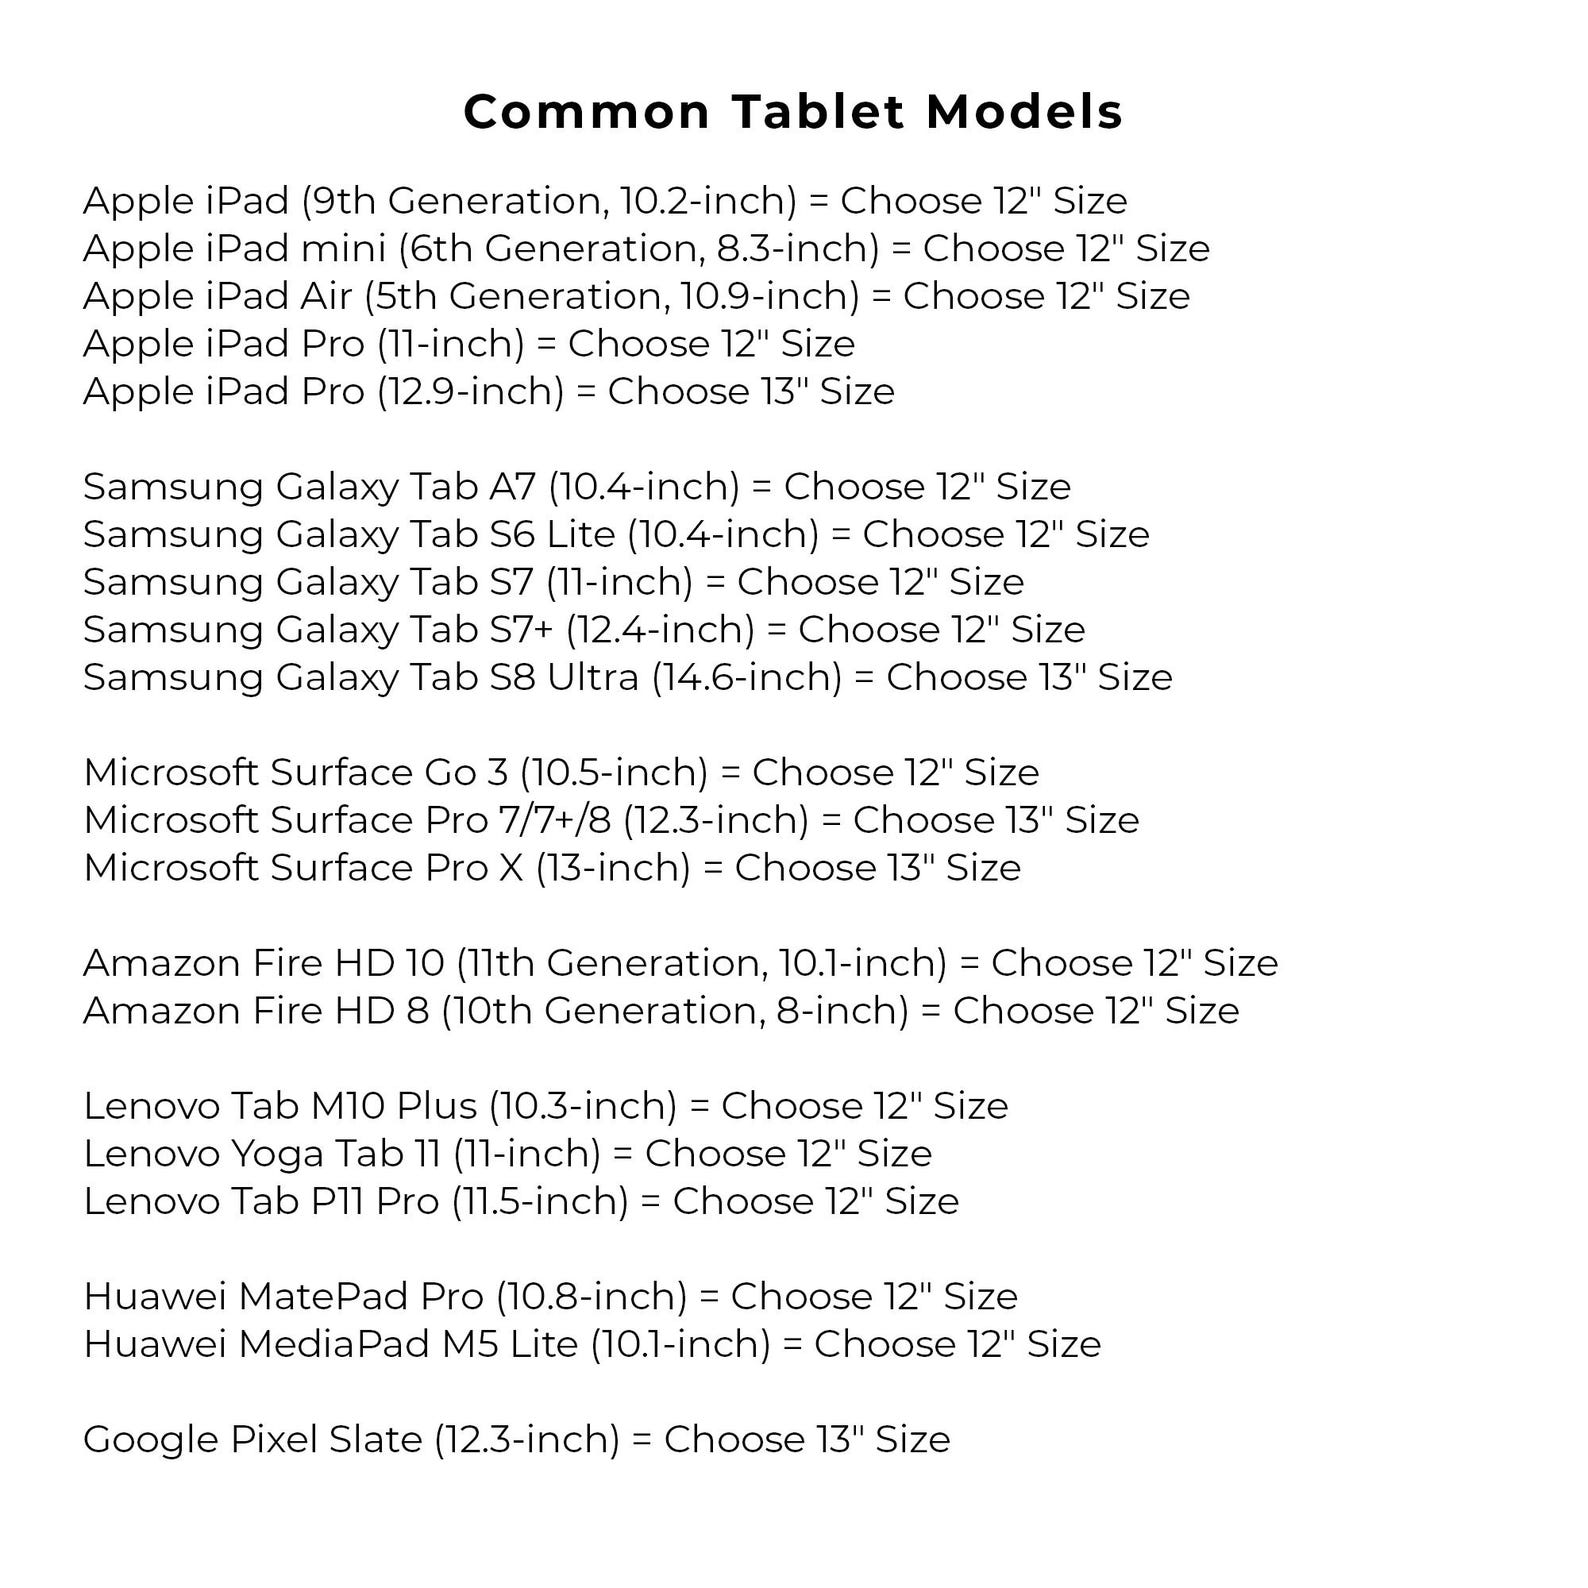 Common Tablet Models
Apple iPad (9th Generation, 10.2-inch) = Choose 12" Size
Apple iPad mini (6th Generation, 8.3-inch) = Choose 12" Size
Apple iPad Air (5th Generation, 10.9-inch) = Choose 12" Size
Apple iPad Pro (11-inch) = Choose 12" Size
Apple iPad Pro (12.9-inch) = Choose 13" Size
Samsung Galaxy Tab A7 (10.4-inch) = Choose 12" Size
Samsung Galaxy Tab S6 Lite (10.4-inch) = Choose 12" Size
Samsung Galaxy Tab S7 (11-inch) = Choose 12" Size
Samsung Galaxy Tab S7+ (12.4-inch) = Choose 12" Size
Samsung Galaxy Tab S8 Ultra (14.6-inch) = Choose 13" Size
Microsoft Surface Go 3 (10.5-inch) = Choose 12" Size
Microsoft Surface Pro 7/7+/8 (12.3-inch) = Choose 13" Size
Microsoft Surface Pro X (13-inch) = Choose 13" Size
Amazon Fire HD 10 (11th Generation, 10.1-inch) = Choose 12" Size
Amazon Fire HD 8 (10th Generation, 8-inch) = Choose 12" Size
Lenovo Tab M10 Plus (10.3-inch) = Choose 12" Size
Lenovo Yoga Tab 11 (11-inch) = Choose 12" Size
Lenovo Tab P11 Pro (11.5-inch) = Choose 12" Size
Huawei MatePad Pro (10.8-inch) = Choose 12" Size
Huawei MediaPad M5 Lite (10.1-inch) = Choose 12" Size
Google Pixel Slate (12.3-inch) = Choose 13" Size